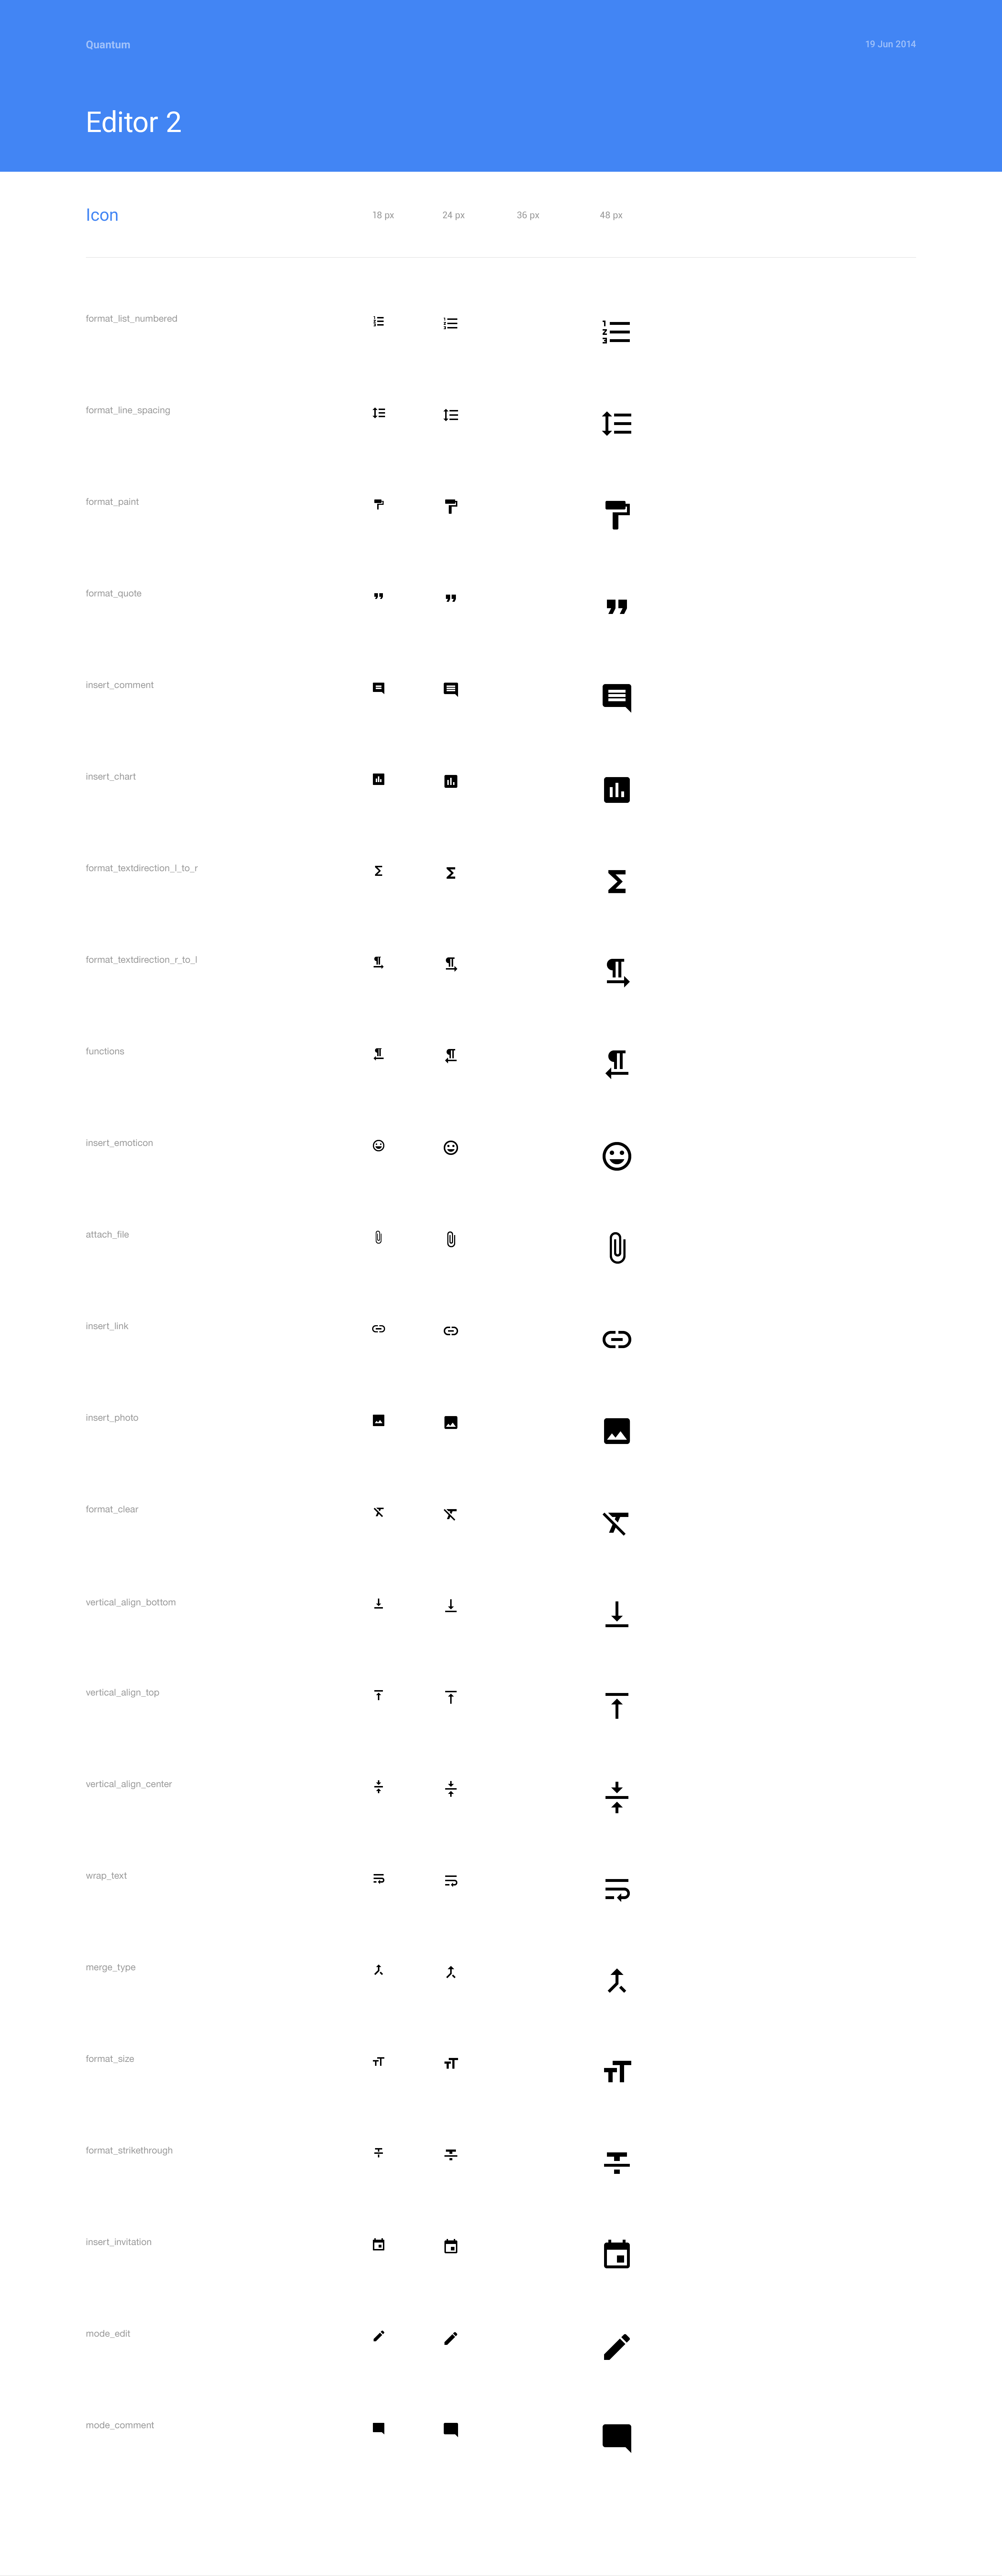 Quantum
19 Jun 2014
Editor 2
Icon 18 px 24 px 36 px 48 px
format_list_numbered
format_line_spacing
format_paint
format_quote
insert_comment
insert_chart
format_textdirection_l_to_r
format_textdirection_r_to_l
functions
insert_emoticon
attach_file
insert_link
insert_photo
format_clear
vertical_align_bottom
vertical_align_top
vertical_align_center
wrap_text
merge_type
format_size
format_strikethrough
insert_invitation
mode_edit
mode_comment